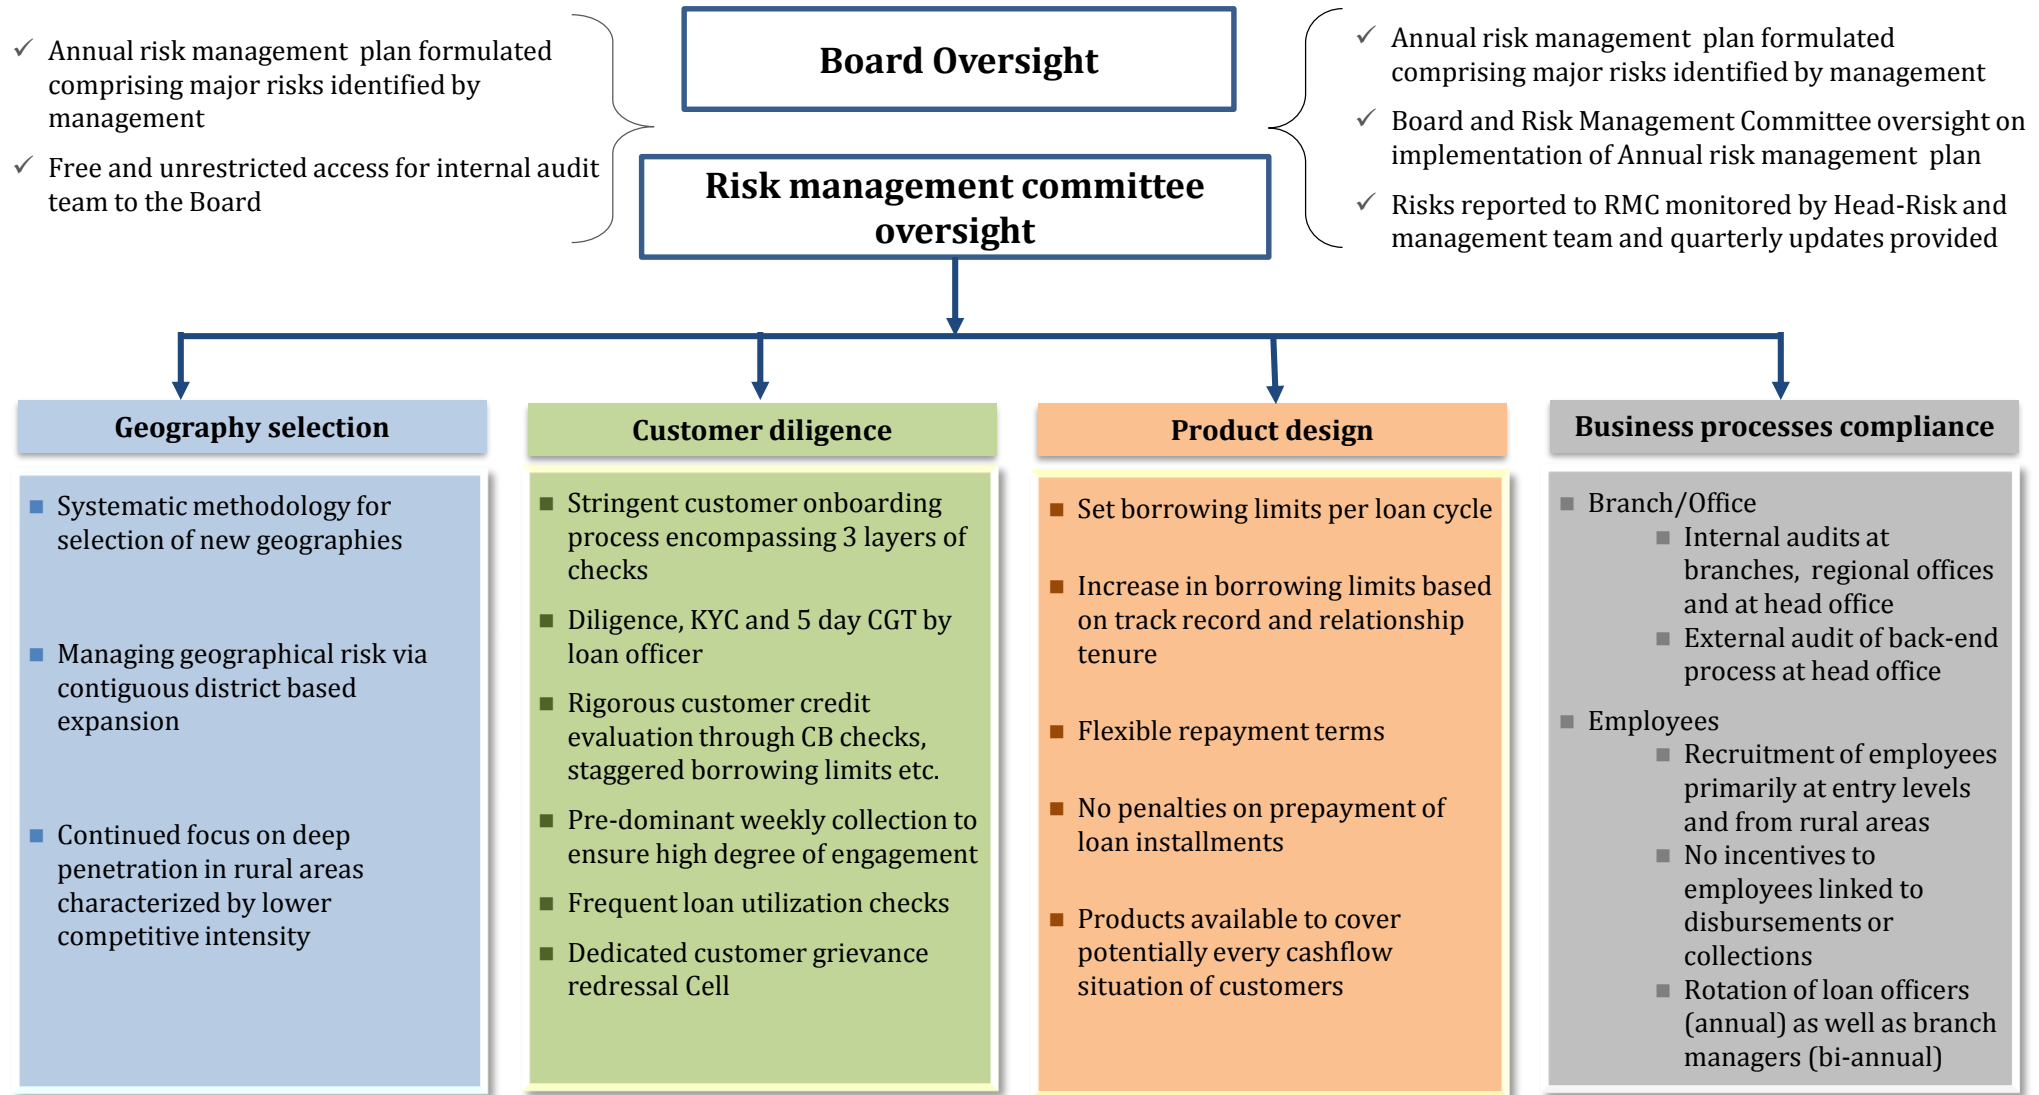 Annual risk management plan formulated
comprising major risks identified by
management
Free and unrestricted access for internal audit
team to the Board
Board Oversight
Risk management committee
oversight
Annual risk management plan formulated
comprising major risks identified by management
Board and Risk Management Committee oversight on
implementation of Annual risk management plan
Risks reported to RMC monitored by Head-Risk and
management team and quarterly updates provided
Geography selection
Systematic methodology for
selection of new geographies
Managing geographical risk via
contiguous district based
expansion
Continued focus on deep
penetration in rural areas
characterized by lower
competitive intensity
Customer diligence
Stringent customer onboarding
process encompassing 3 layers of
checks
Diligence, KYC and 5 day CGT by
loan officer
Rigorous customer credit
evaluation through CB checks,
staggered borrowing limits etc.
Pre-dominant weekly collection to
ensure high degree of engagement
Frequent loan utilization checks
Dedicated customer grievance
redressal Cell
Product design
Set borrowing limits per loan cycle
Increase in borrowing limits based
on track record and relationship
tenure
Flexible repayment terms
No penalties on prepayment of
loan installments
Products available to cover
potentially every cashflow
situation of customers
Business processes compliance
Branch/Office
Internal audits at
branches, regional offices
and at head office
External audit of back-end
process at head office
Employees
Recruitment of employees
primarily at entry levels
and from rural areas
No incentives to
employees linked to
disbursements or
collections
Rotation of loan officers
(annual) as well as branch
managers (bi-annual)